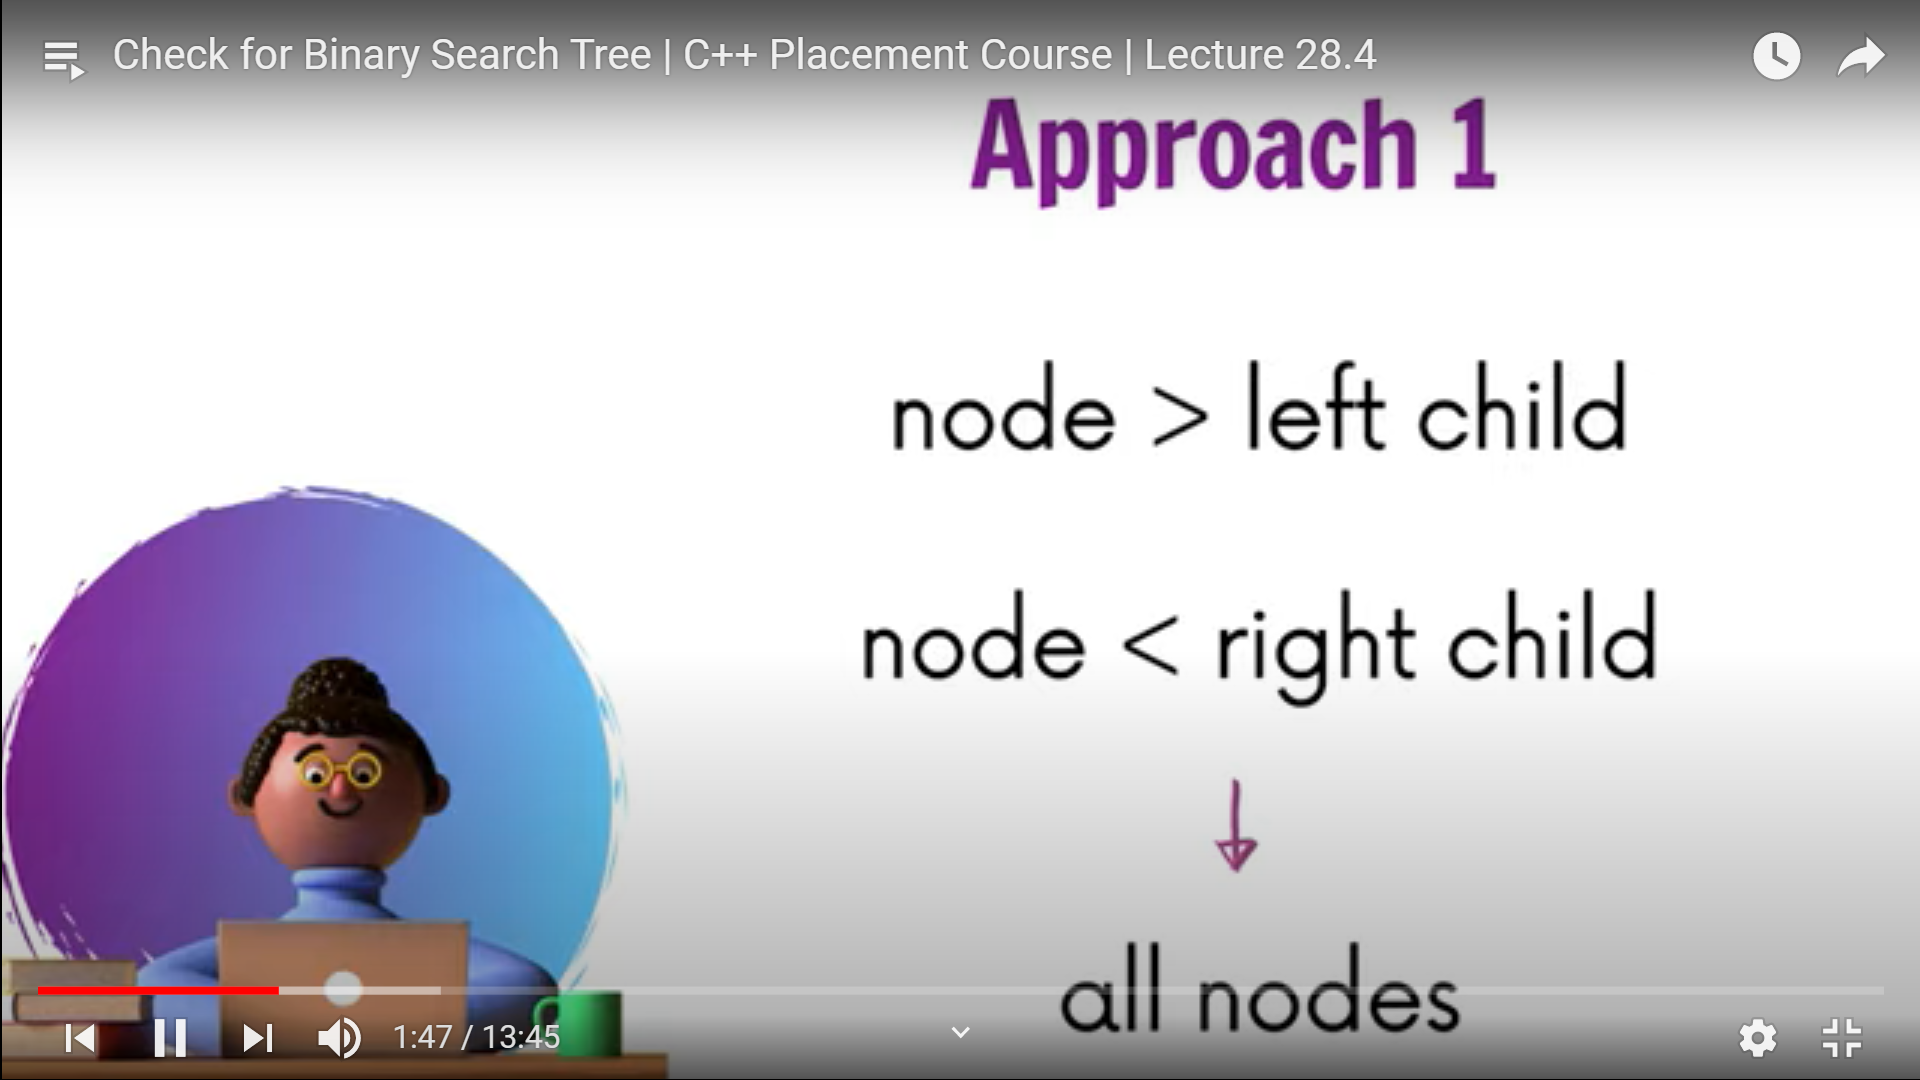 Check for Binary Search Tree | C++ Placement Course | Lecture 28.4
Approach 1
node > left child
node < right child
all nodes
1:47 / 13:45